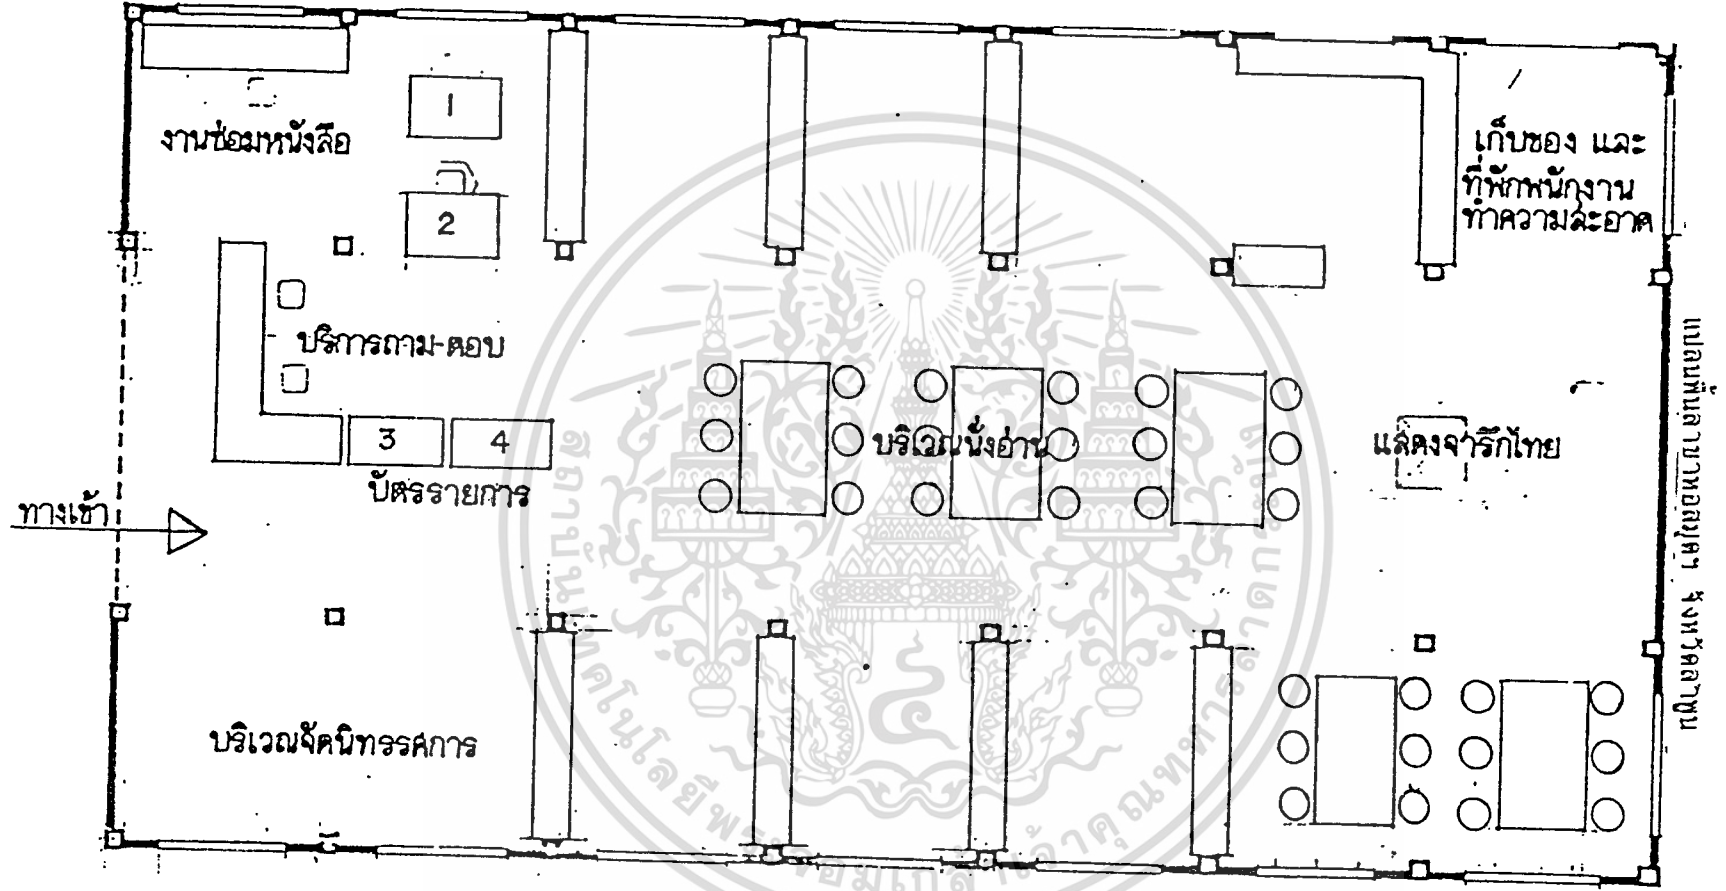 งานซ่อมหนังสือ
1
2
เก็บของ และ
ที่พักพนักงาน
ทำความสะอาด
บริการถาม-ตอบ
3
4
บัตรรายการ
บริเวณนั่งอ่าน
แสดงจารึกไทย
ทางเข้า
บริเวณจัดนิทรรศการ
แปลนพื้นสาขาหอสมุดฯ จังหวัดลำพูน